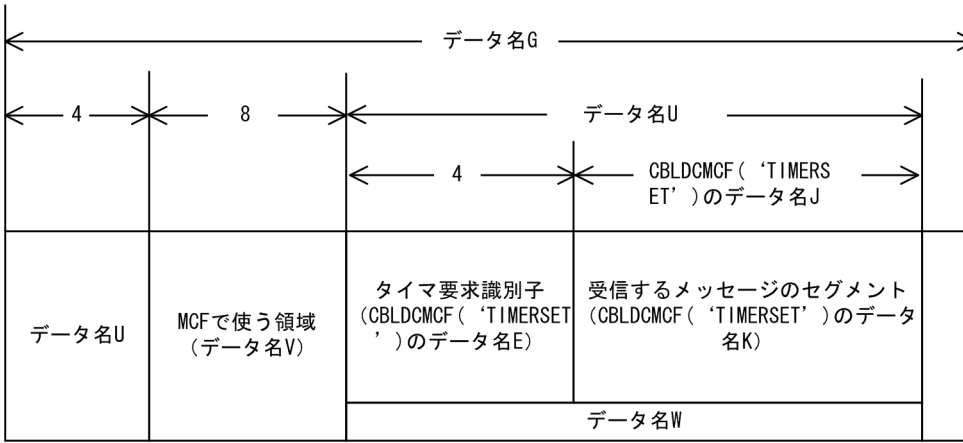 データ名G
4
8
データ名U
4
CBLDCMCF(‘TIMERS
ET’)のデータ名J
データ名U
MCFで使う領域
(データ名V)
タイマ要求識別子
(CBLDCMCF(‘TIMERSET
’)のデータ名E)
受信するメッセージのセグメント
(CBLDCMCF(‘TIMERSET’)のデータ
名K)
データ名W